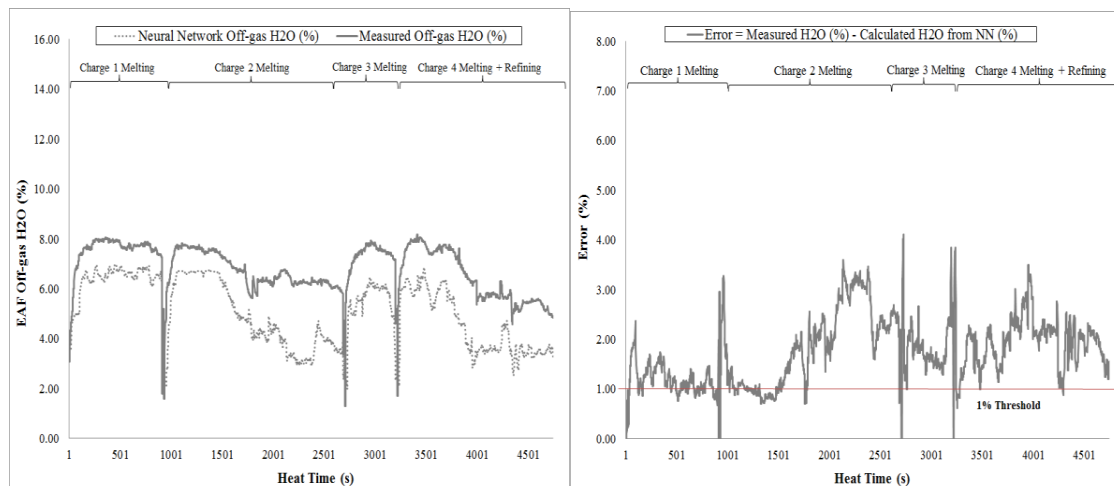 Neural Network Off-gas H2O (%)
Measured Off-gas H2O (%)
Charge 1 Melting
Charge 2 Melting
Charge 3 Melting
Charge 4 Melting + Refining
EAF Off-gas H2O (%)
16.00
14.00
12.00
10.00
8.00
6.00
4.00
2.00
0.00
1
501
1001
1501
2001
2501
3001
3501
4001
4501
Heat Time (s)
Error = Measured H2O (%) - Calculated H2O from NN (%)
Charge 1 Melting
Charge 2 Melting
Charge 3 Melting
Charge 4 Melting + Refining
Error (%)
8.00
7.00
6.00
5.00
4.00
3.00
2.00
1.00
0.00
1% Threshold
1
501
1001
1501
2001
2501
3001
3501
4001
4501
Heat Time (s)